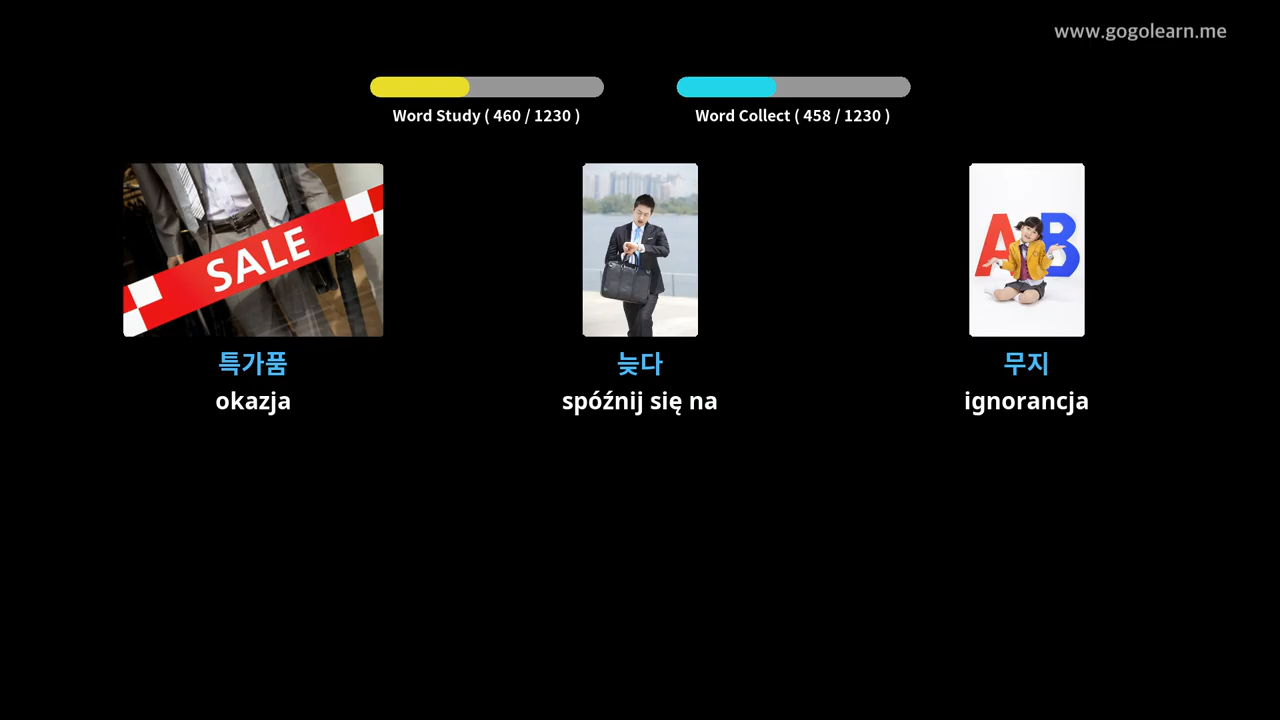 www.gogolearn.me
Word Study ( 460 / 1230 )
Word Collect ( 458 / 1230 )
SALE
A B
특가품
늦다
무지
okazja
spóźnij się na
ignorancja